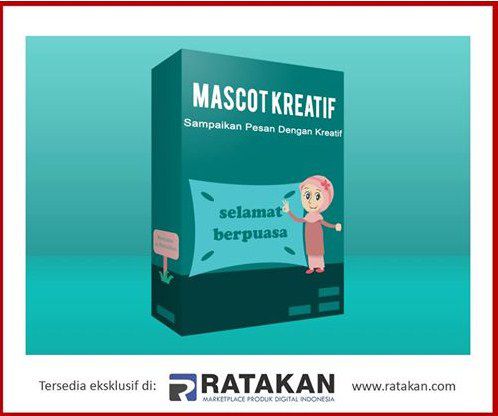 MASCOT KREATIF
Sampaikan Pesan Dengan Kreatif
selamat
berpuasa
Tersedia eksklusif di:
RATAKAN
MARKETPLACE PRODUK DIGITAL INDONESIA
www.ratakan.com